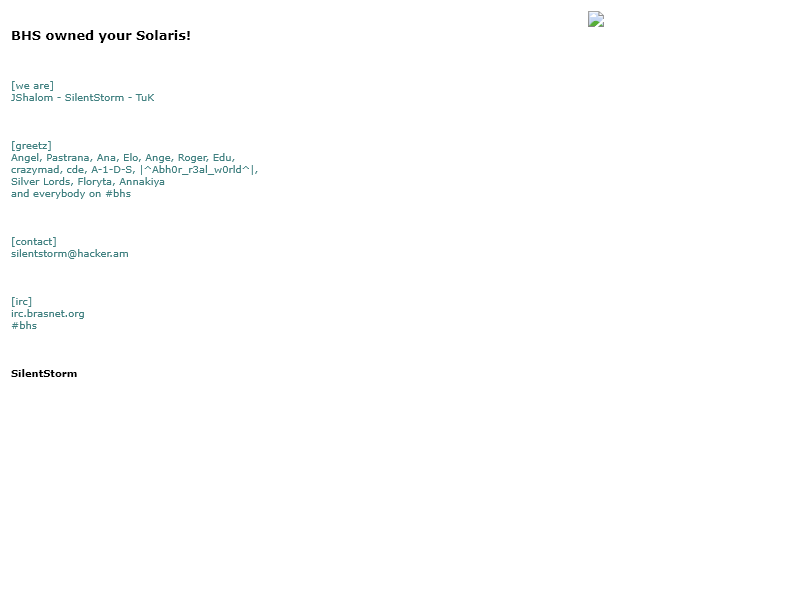 BHS owned your Solaris!
[we are]
JShalom - SilentStorm - TuK
[greetz]
Angel, Pastrana, Ana, Elo, Ange, Roger, Edu,
crazymad, cde, A-1-D-S, |^Abh0r_r3al_w0rld^|,
Silver Lords, Floryta, Annakiya
and everybody on #bhs
[contact]
silentstorm@hacker.am
[irc]
irc.brasnet.org
#bhs
SilentStorm